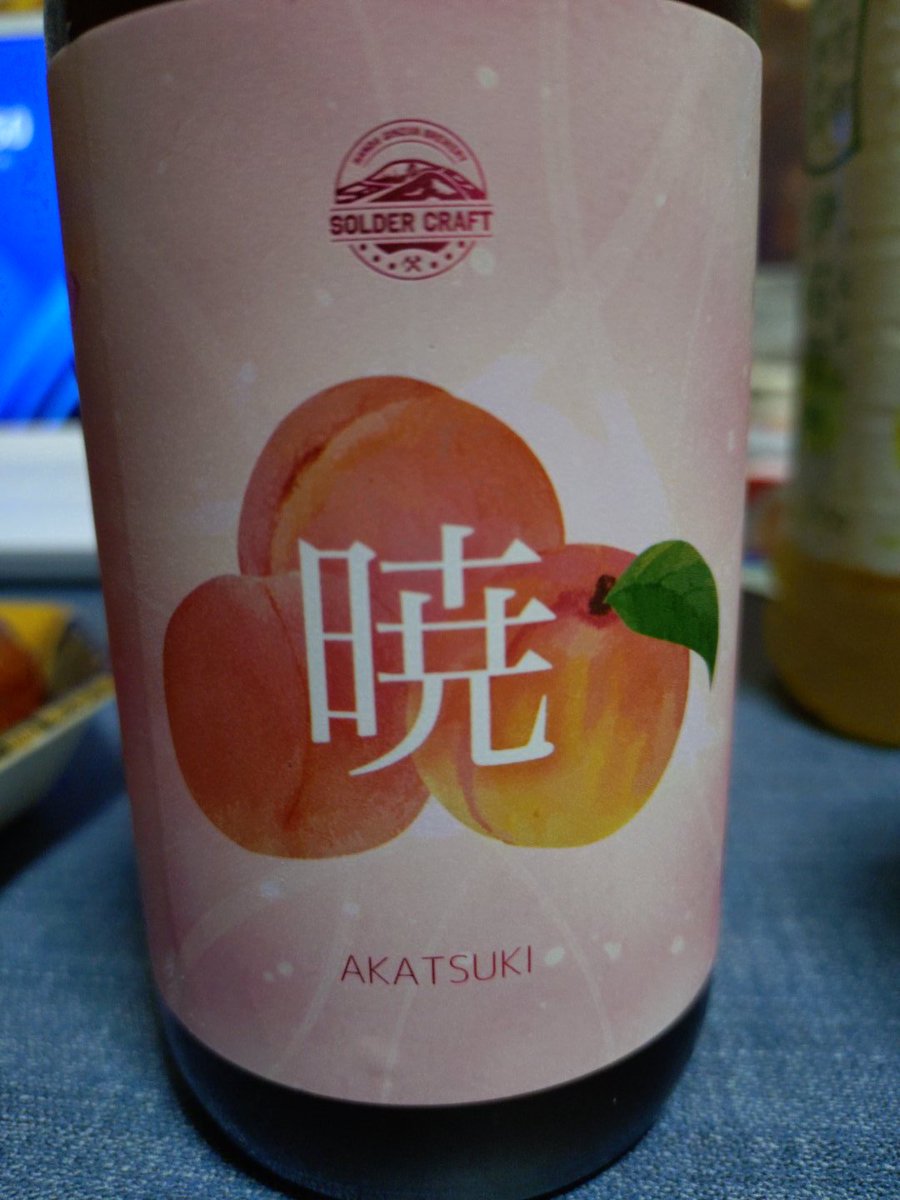 SOLDER CRAFT
暁
AKATSUKI